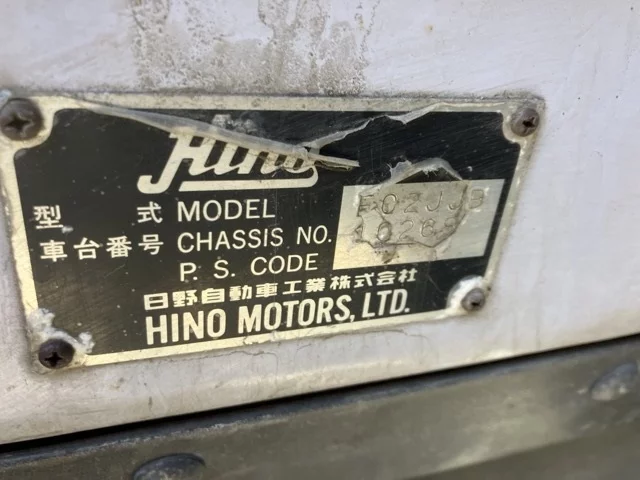 Hino
型式 MODEL
車台番号 CHASSIS NO.
P. S. CODE
日野自動車工業株式会社
HINO MOTORS, LTD.